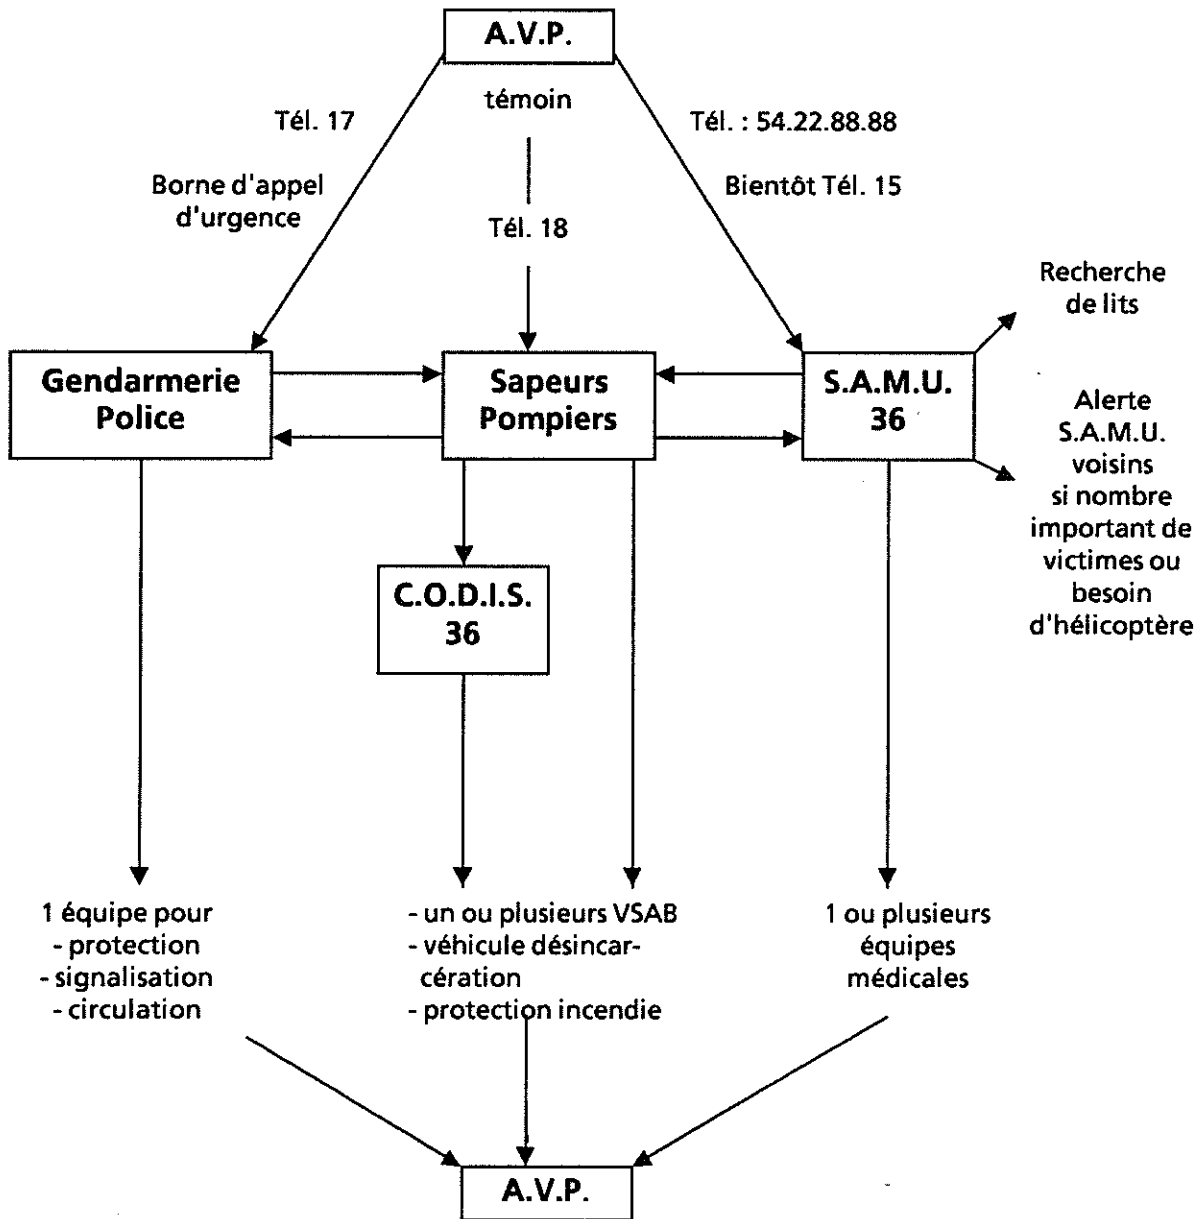 A.V.P.
témoin
Tél. 17
Tél. : 54.22.88.88
Borne d'appel
d'urgence
Bientôt Tél. 15
Tél. 18
Recherche
de lits
Gendarmerie
Police
Sapeurs
Pompiers
S.A.M.U.
36
Alerte
S.A.M.U.
voisins
si nombre
important de
victimes ou
besoin
d'hélicoptère
C.O.D.I.S.
36
1 équipe pour
- protection
- signalisation
- circulation
- un ou plusieurs VSAB
- véhicule désincar-
cération
- protection incendie
1 ou plusieurs
équipes
médicales
A.V.P.